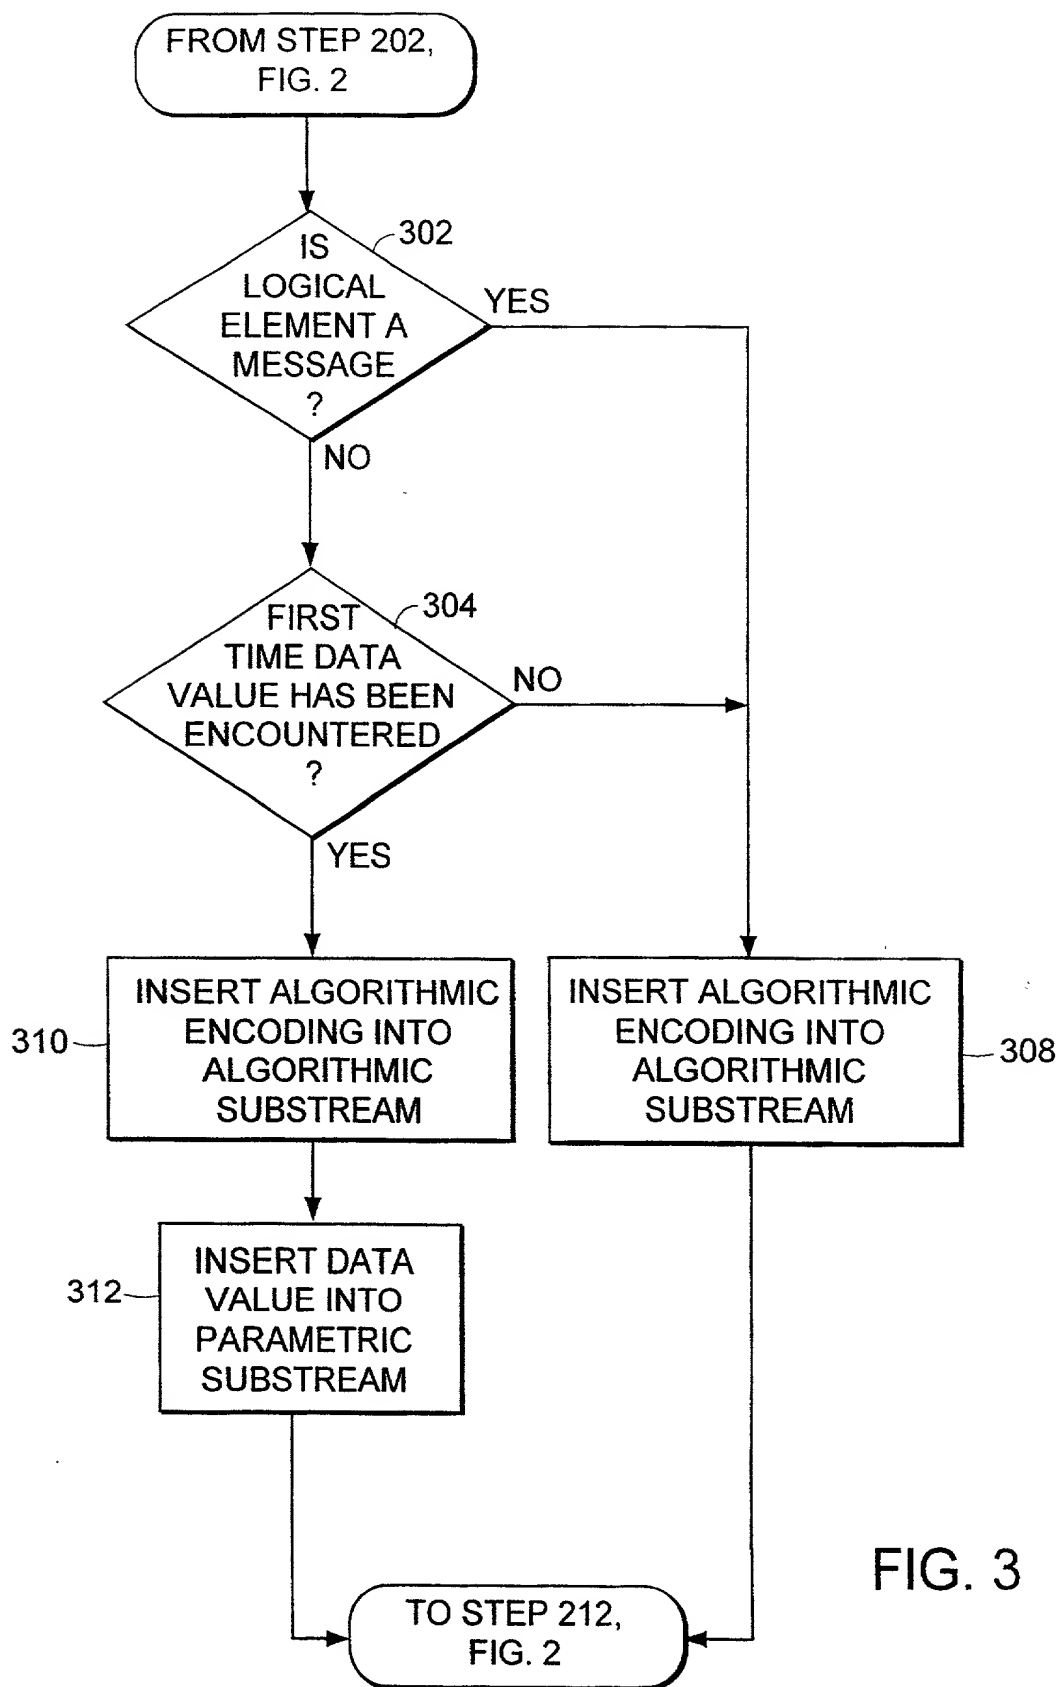 FROM STEP 202,
FIG. 2
302
IS
LOGICAL
ELEMENT A
MESSAGE
?
YES
NO
304
FIRST
TIME DATA
VALUE HAS BEEN
ENCOUNTERED
?
NO
YES
310
INSERT ALGORITHMIC
ENCODING INTO
ALGORITHMIC
SUBSTREAM
INSERT ALGORITHMIC
ENCODING INTO
ALGORITHMIC
SUBSTREAM
308
312
INSERT DATA
VALUE INTO
PARAMETRIC
SUBSTREAM
FIG. 3
TO STEP 212,
FIG. 2